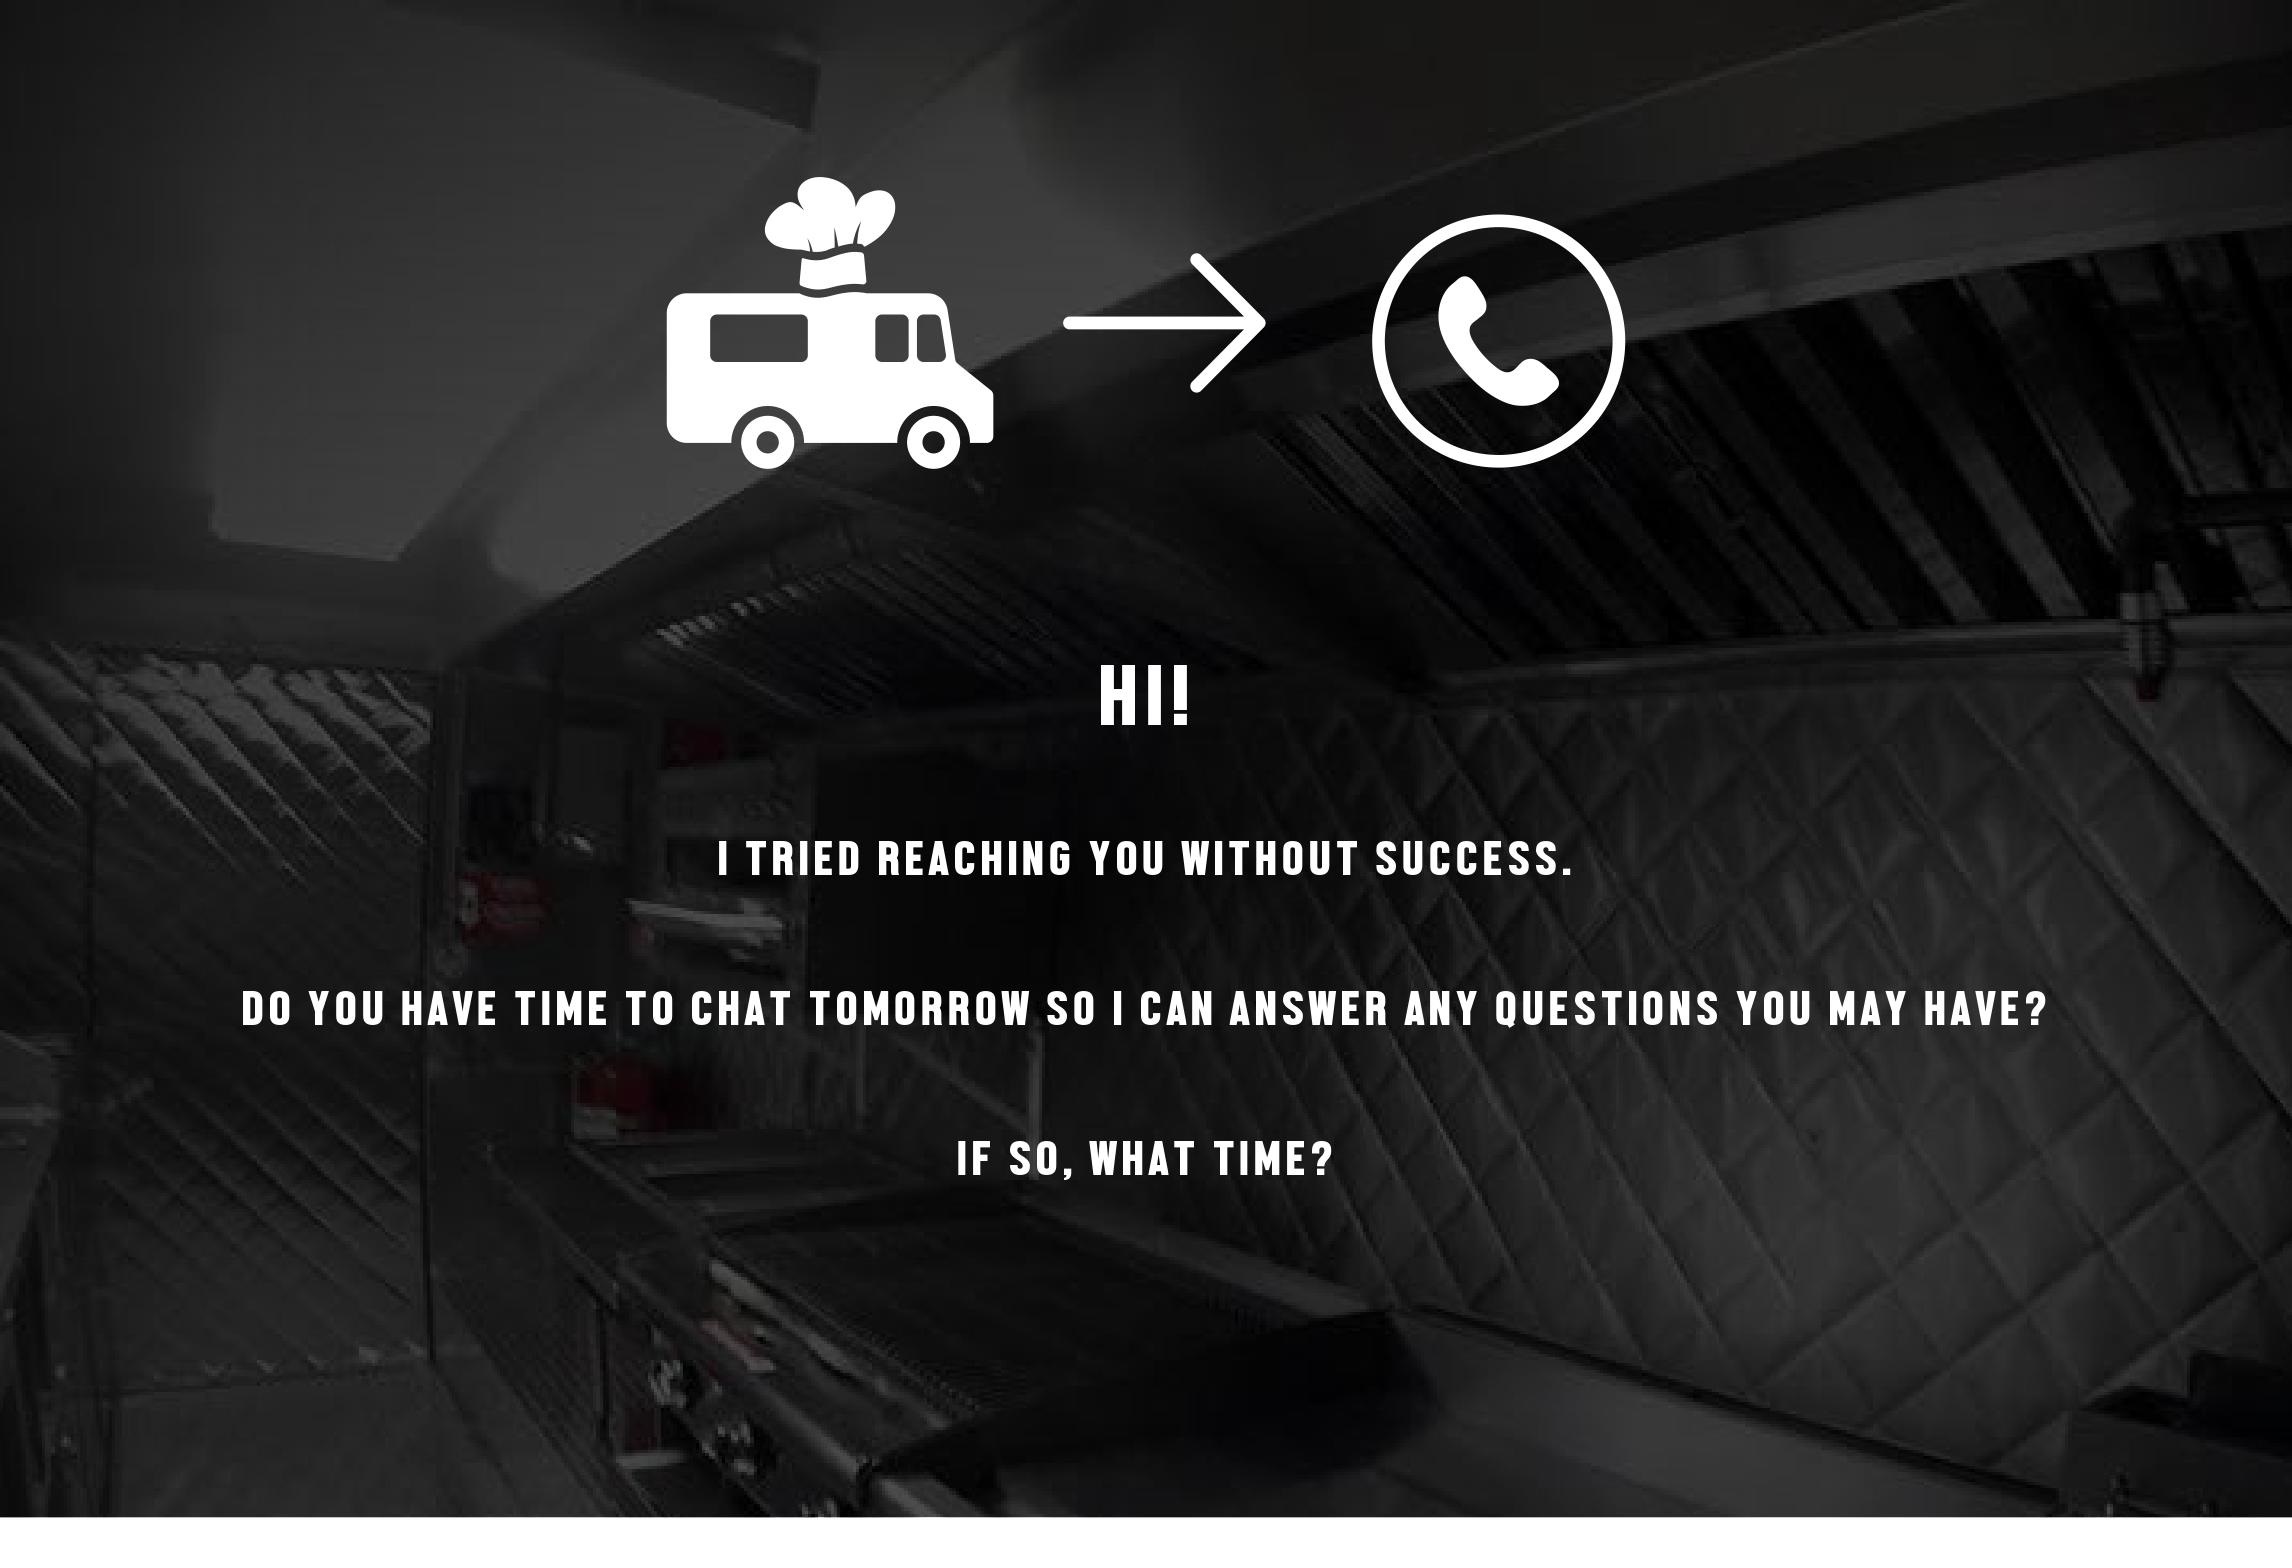 HI!
I TRIED REACHING YOU WITHOUT SUCCESS.
DO YOU HAVE TIME TO CHAT TOMORROW SO I CAN ANSWER ANY QUESTIONS YOU MAY HAVE?
IF SO, WHAT TIME?